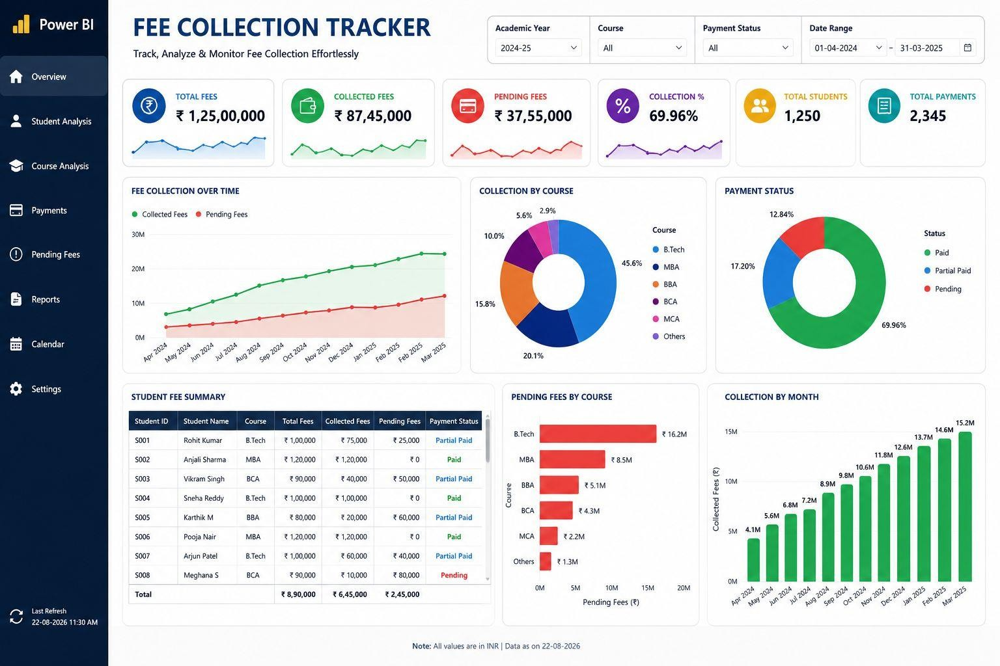 Power BI
Overview
Student Analysis
Course Analysis
Payments
Pending Fees
Reports
Calendar
Settings
Last Refresh
22-08-2026 11:30 AM
FEE COLLECTION TRACKER
Track, Analyze & Monitor Fee Collection Effortlessly
Academic Year
2024-25
Course
All
Payment Status
All
Date Range
01-04-2024 – 31-03-2025
TOTAL FEES
₹ 1,25,00,000
COLLECTED FEES
₹ 87,45,000
PENDING FEES
₹ 37,55,000
COLLECTION %
69.96%
TOTAL STUDENTS
1,250
TOTAL PAYMENTS
2,345
FEE COLLECTION OVER TIME
Collected Fees Pending Fees
30M
20M
10M
0M
Apr 2024 May 2024 Jun 2024 Jul 2024 Aug 2024 Sep 2024 Oct 2024 Nov 2024 Dec 2024 Jan 2025 Feb 2025 Feb 2025 Mar 2025
COLLECTION BY COURSE
2.9%
5.6%
10.0%
45.6%
15.8%
20.1%
Course
B.Tech
MBA
BBA
BCA
MCA
Others
PAYMENT STATUS
12.84%
17.20%
69.96%
Status
Paid
Partial Paid
Pending
STUDENT FEE SUMMARY
Student ID Student Name Course Total Fees Collected Fees Pending Fees Payment Status
S001 Rohit Kumar B.Tech ₹ 1,00,000 ₹ 75,000 ₹ 25,000 Partial Paid
S002 Anjali Sharma MBA ₹ 1,20,000 ₹ 1,20,000 ₹ 0 Paid
S003 Vikram Singh BCA ₹ 90,000 ₹ 40,000 ₹ 50,000 Partial Paid
S004 Sneha Reddy B.Tech ₹ 1,00,000 ₹ 1,00,000 ₹ 0 Paid
S005 Karthik M BBA ₹ 80,000 ₹ 20,000 ₹ 60,000 Partial Paid
S006 Pooja Nair MBA ₹ 1,20,000 ₹ 1,20,000 ₹ 0 Paid
S007 Arjun Patel B.Tech ₹ 1,00,000 ₹ 60,000 ₹ 40,000 Partial Paid
S008 Meghana S BCA ₹ 90,000 ₹ 10,000 ₹ 80,000 Pending
Total ₹ 8,90,000 ₹ 6,45,000 ₹ 2,45,000
PENDING FEES BY COURSE
Couree
B.Tech ₹ 16.2M
MBA ₹ 8.5M
BBA ₹ 5.1M
BCA ₹ 4.3M
MCA ₹ 2.2M
Others ₹ 1.3M
0M 5M 10M 15M 20M
Pending Fees (₹)
COLLECTION BY MONTH
Collected Fees (₹)
15M
10M
5M
0M
4.1M 5.6M 6.8M 7.2M 8.9M 9.8M 10.6M 11.8M 12.6M 13.7M 14.6M 15.2M
Apr 2024 May 2024 Jun 2024 Jul 2024 Aug 2024 Sep 2024 Oct 2024 Nov 2024 Dec 2024 Jan 2025 Feb 2025 Mar 2025
Note: All values are in INR | Data as on 22-08-2026